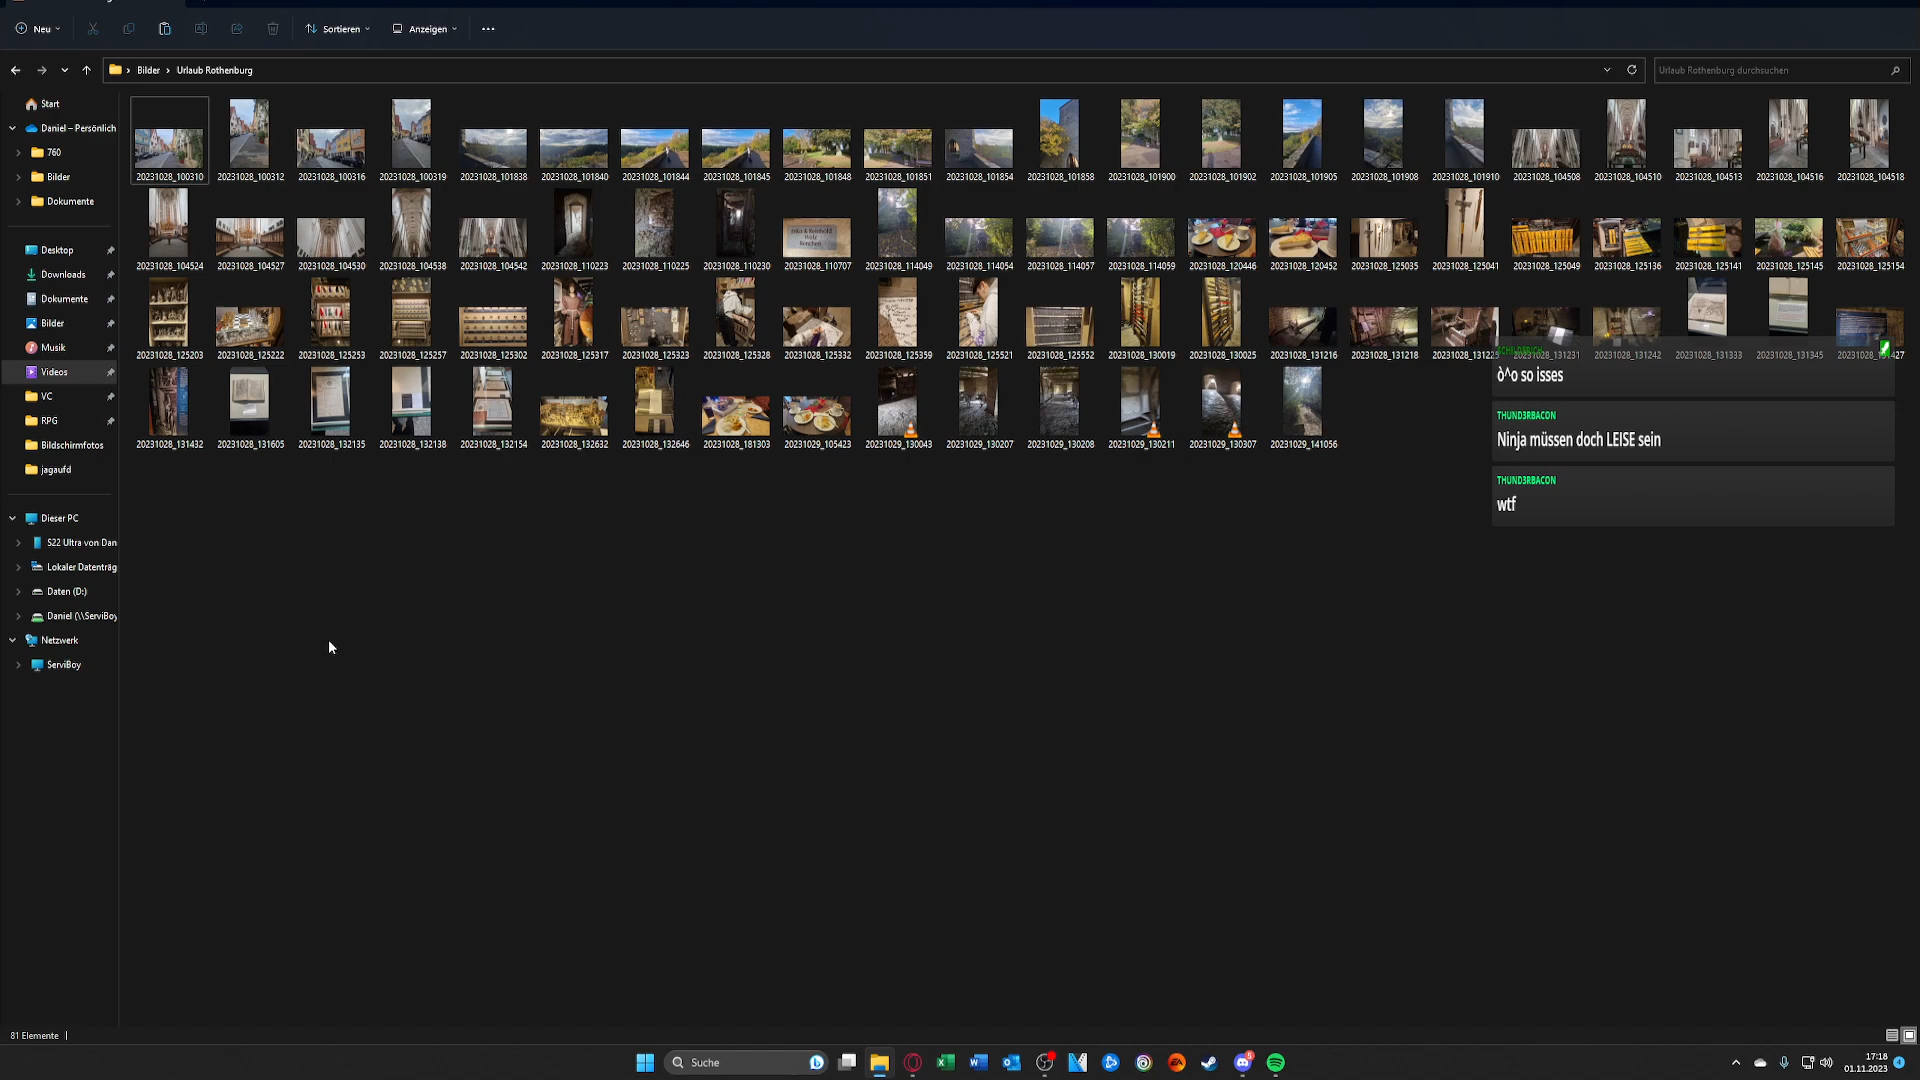 Neu
Sortieren
Anzeigen
Bilder > Urlaub Rothenburg
Urlaub Rothenburg durchsuchen
Start
Daniel – Persönlich
760
Bilder
Dokumente
Desktop
Downloads
Dokumente
Bilder
Musik
Videos
VC
RPG
Bildschirmfotos
jagaufd
Dieser PC
S22 Ultra von Dan
Lokaler Datenträg
Daten (D:)
Daniel (\\ServiBoy
Netzwerk
ServiBoy
20231028_100310 20231028_100312 20231028_100316 20231028_100319 20231028_101838 20231028_101840 20231028_101844 20231028_101845 20231028_101848 20231028_101851 20231028_101854 20231028_101858 20231028_101900 20231028_101902 20231028_101905 20231028_101908 20231028_101910 20231028_104508 20231028_104510 20231028_104513 20231028_104516 20231028_104518
20231028_104524 20231028_104527 20231028_104530 20231028_104538 20231028_104542 20231028_110223 20231028_110225 20231028_110230 20231028_110707 20231028_114049 20231028_114054 20231028_114057 20231028_114059 20231028_120446 20231028_120452 20231028_125035 20231028_125041 20231028_125049 20231028_125136 20231028_125141 20231028_125145 20231028_125154
20231028_125203 20231028_125222 20231028_125253 20231028_125257 20231028_125302 20231028_125317 20231028_125323 20231028_125328 20231028_125332 20231028_125359 20231028_125521 20231028_125552 20231028_130019 20231028_130025 20231028_131216 20231028_131218 20231028_131225 20231028_131231 20231028_131242 20231028_131333 20231028_131345 20231028_131427
20231028_131432 20231028_131605 20231028_132135 20231028_132138 20231028_132154 20231028_132632 20231028_132646 20231028_181303 20231029_105423 20231029_130043 20231029_130207 20231029_130208 20231029_130211 20231029_130307 20231029_141056
ò^o so isses
THUND3RBACON
Ninja müssen doch LEISE sein
THUND3RBACON
wtf
81 Elemente
Suche
17:18
01.11.2023